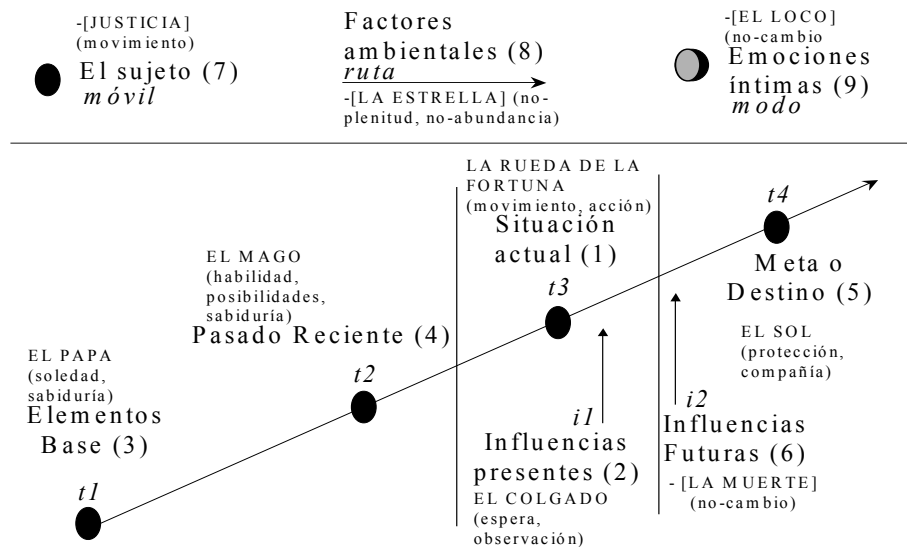 -[JUSTICIA]
(movimiento)
El sujeto (7)
móvil
Factores
ambientales (8)
ruta
-[LA ESTRELLA] (no-
plenitud, no-abundancia)
-[EL LOCO]
(no-cambio
Emociones
íntimas (9)
modo
LA RUEDA DE LA
FORTUNA
(movimiento, acción)
Situación
actual (1)
t3
t4
Meta o
Destino (5)
EL SOL
(protección,
compañía)
EL MAGO
(habilidad,
posibilidades,
sabiduría)
Pasado Reciente (4)
t2
EL PAPA
(soledad,
sabiduría)
Elementos
Base (3)
t1
i1
Influencias
presentes (2)
EL COLGADO
(espera,
observación)
i2
Influencias
Futuras (6)
- [LA MUERTE]
(no-cambio)